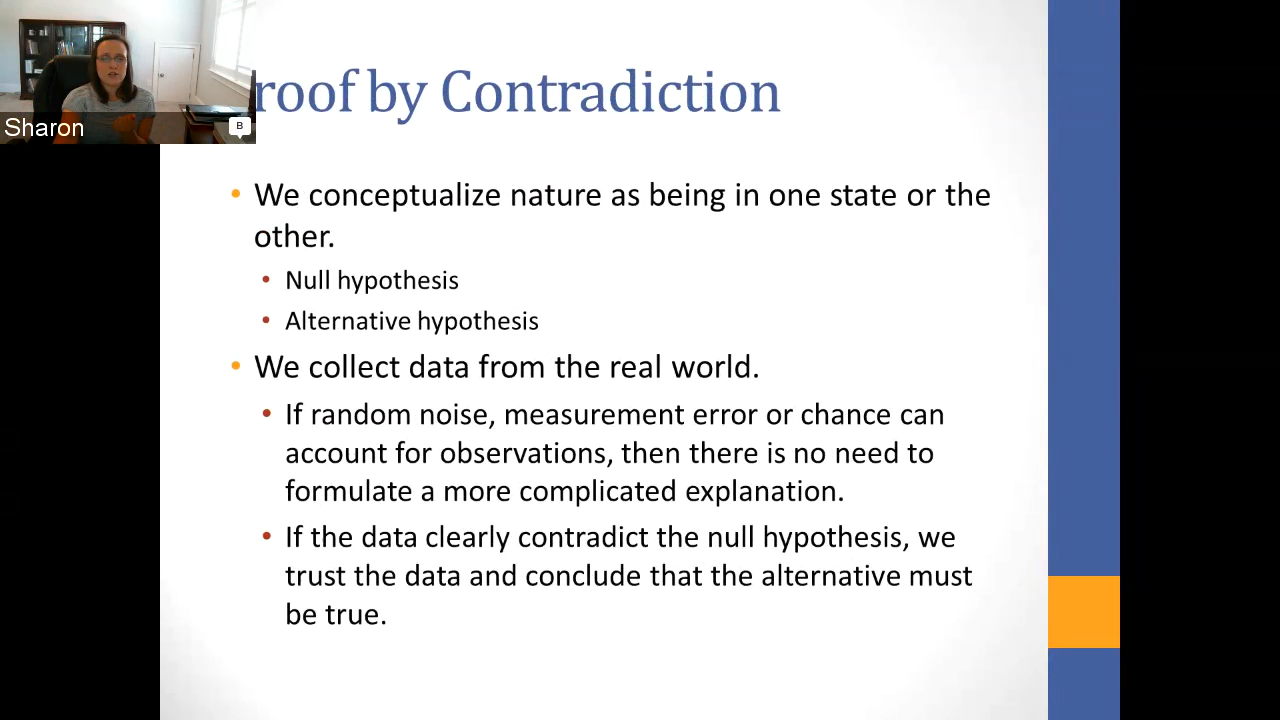 roof by Contradiction
Sharon
B
• We conceptualize nature as being in one state or the
other.
• Null hypothesis
• Alternative hypothesis
• We collect data from the real world.
• If random noise, measurement error or chance can
account for observations, then there is no need to
formulate a more complicated explanation.
• If the data clearly contradict the null hypothesis, we
trust the data and conclude that the alternative must
be true.